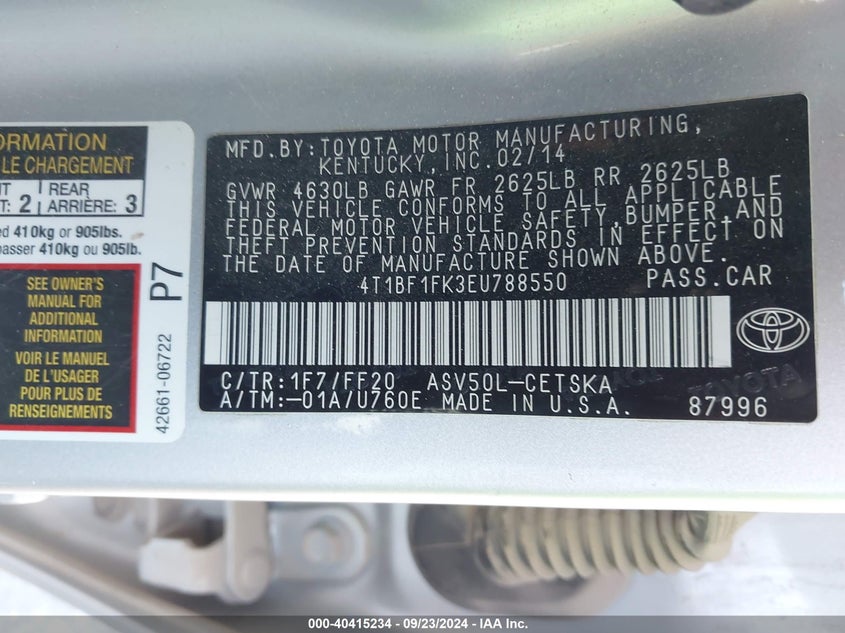 ORMATION
LE CHARGEMENT
NT 2 | REAR
T: ARRIÈRE: 3
ed 410kg or 905lbs.
passer 410kg ou 905lb.
SEE OWNER'S
MANUAL FOR
ADDITIONAL
INFORMATION
VOIR LE MANUEL
DE L'USAGER
POUR PLUS DE
RENSEIGNEMENTS
P7
42661-06722
MFD.BY:TOYOTA MOTOR MANUFACTURING,
KENTUCKY,INC.02/14
GVWR 4630LB GAWR FR 2625LB RR 2625LB
THIS VEHICLE CONFORMS TO ALL APPLICABLE
FEDERAL MOTOR VEHICLE SAFETY,BUMPER,AND
THEFT PREVENTION STANDARDS IN EFFECT ON
THE DATE OF MANUFACTURE SHOWN ABOVE.
4T1BF1FK3EU788550 PASS.CAR
C/TR:1F7/FF20 ASV50L-CETSKA
A/TM:-01A/U760E MADE IN U.S.A. 87996
TOYOTA
000-40415234 - 09/23/2024 - IAA Inc.